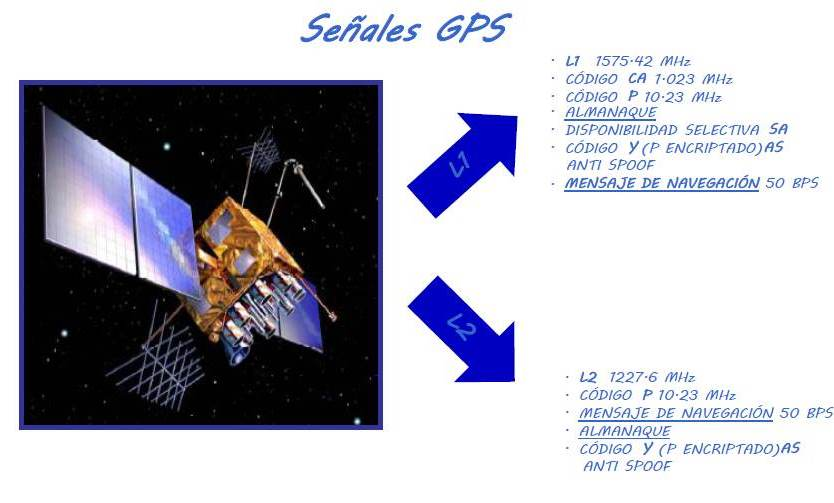 Señales GPS
· L1 1575.42 MHz
· CÓDIGO CA 1.023 MHz
· CÓDIGO P 10.23 MHz
· ALMANAQUE
· DISPONIBILIDAD SELECTIVA SA
· CÓDIGO Y (P ENCRIPTADO)AS
ANTI SPOOF
· MENSAJE DE NAVEGACIÓN 50 BPS
L1
L2
· L2 1227.6 MHz
· CÓDIGO P 10.23 MHz
· MENSAJE DE NAVEGACIÓN 50 BPS
· ALMANAQUE
· CÓDIGO Y (P ENCRIPTADO)AS
ANTI SPOOF